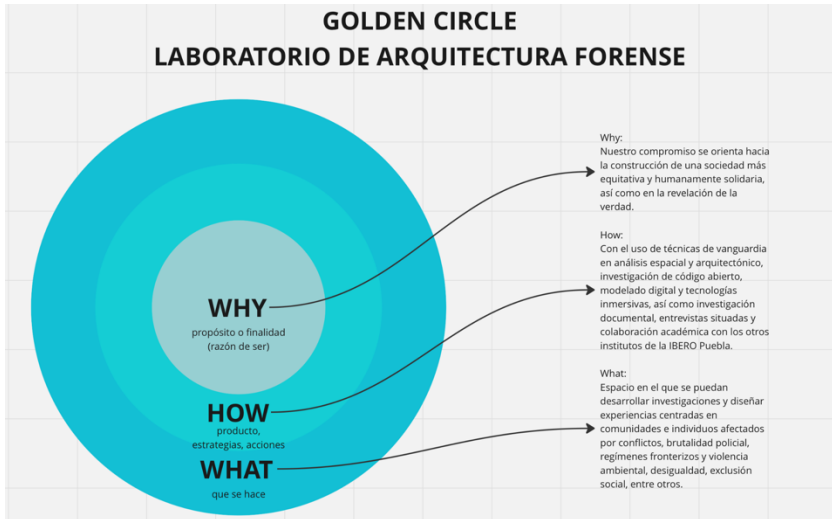 GOLDEN CIRCLE
LABORATORIO DE ARQUITECTURA FORENSE
WHY
propósito o finalidad
(razón de ser)
HOW
producto,
estrategias, acciones
WHAT
que se hace
Why:
Nuestro compromiso se orienta hacia
la construcción de una sociedad más
equitativa y humanamente solidaria,
así como en la revelación de la
verdad.
How:
Con el uso de técnicas de vanguardia
en análisis espacial y arquitectónico,
investigación de código abierto,
modelado digital y tecnologías
inmersivas, así como investigación
documental, entrevistas situadas y
colaboración académica con los otros
institutos de la IBERO Puebla.
What:
Espacio en el que se puedan
desarrollar investigaciones y diseñar
experiencias centradas en
comunidades e individuos afectados
por conflictos, brutalidad policial,
regímenes fronterizos y violencia
ambiental, desigualdad, exclusión
social, entre otros.